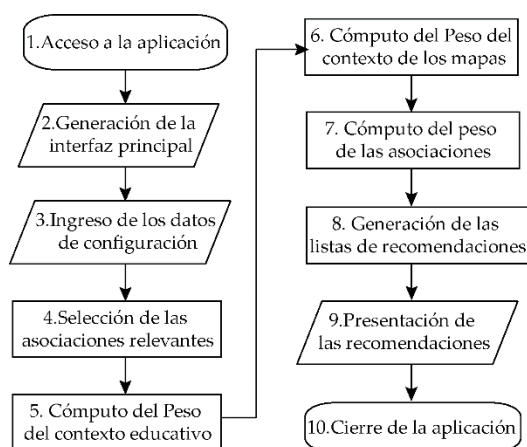 1.Acceso a la aplicación
2.Generación de la
interfaz principal
3.Ingreso de los datos
de configuración
4.Selección de las
asociaciones relevantes
5. Cómputo del Peso
del contexto educativo
6. Cómputo del Peso del
contexto de los mapas
7. Cómputo del peso
de las asociaciones
8. Generación de las
listas de recomendaciones
9.Presentación de
las recomendaciones
10.Cierre de la aplicación